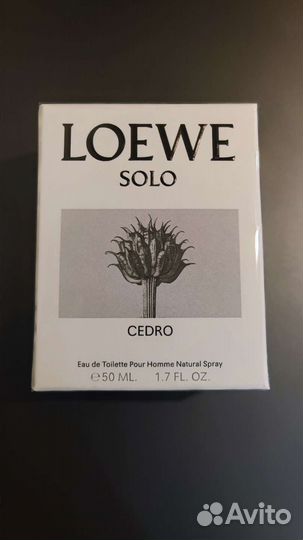 LOEWE
SOLO
CEDRO
Eau de Toilette Pour Homme Natural Spray
℮50 ML. 1.7 FL. OZ.
Avito